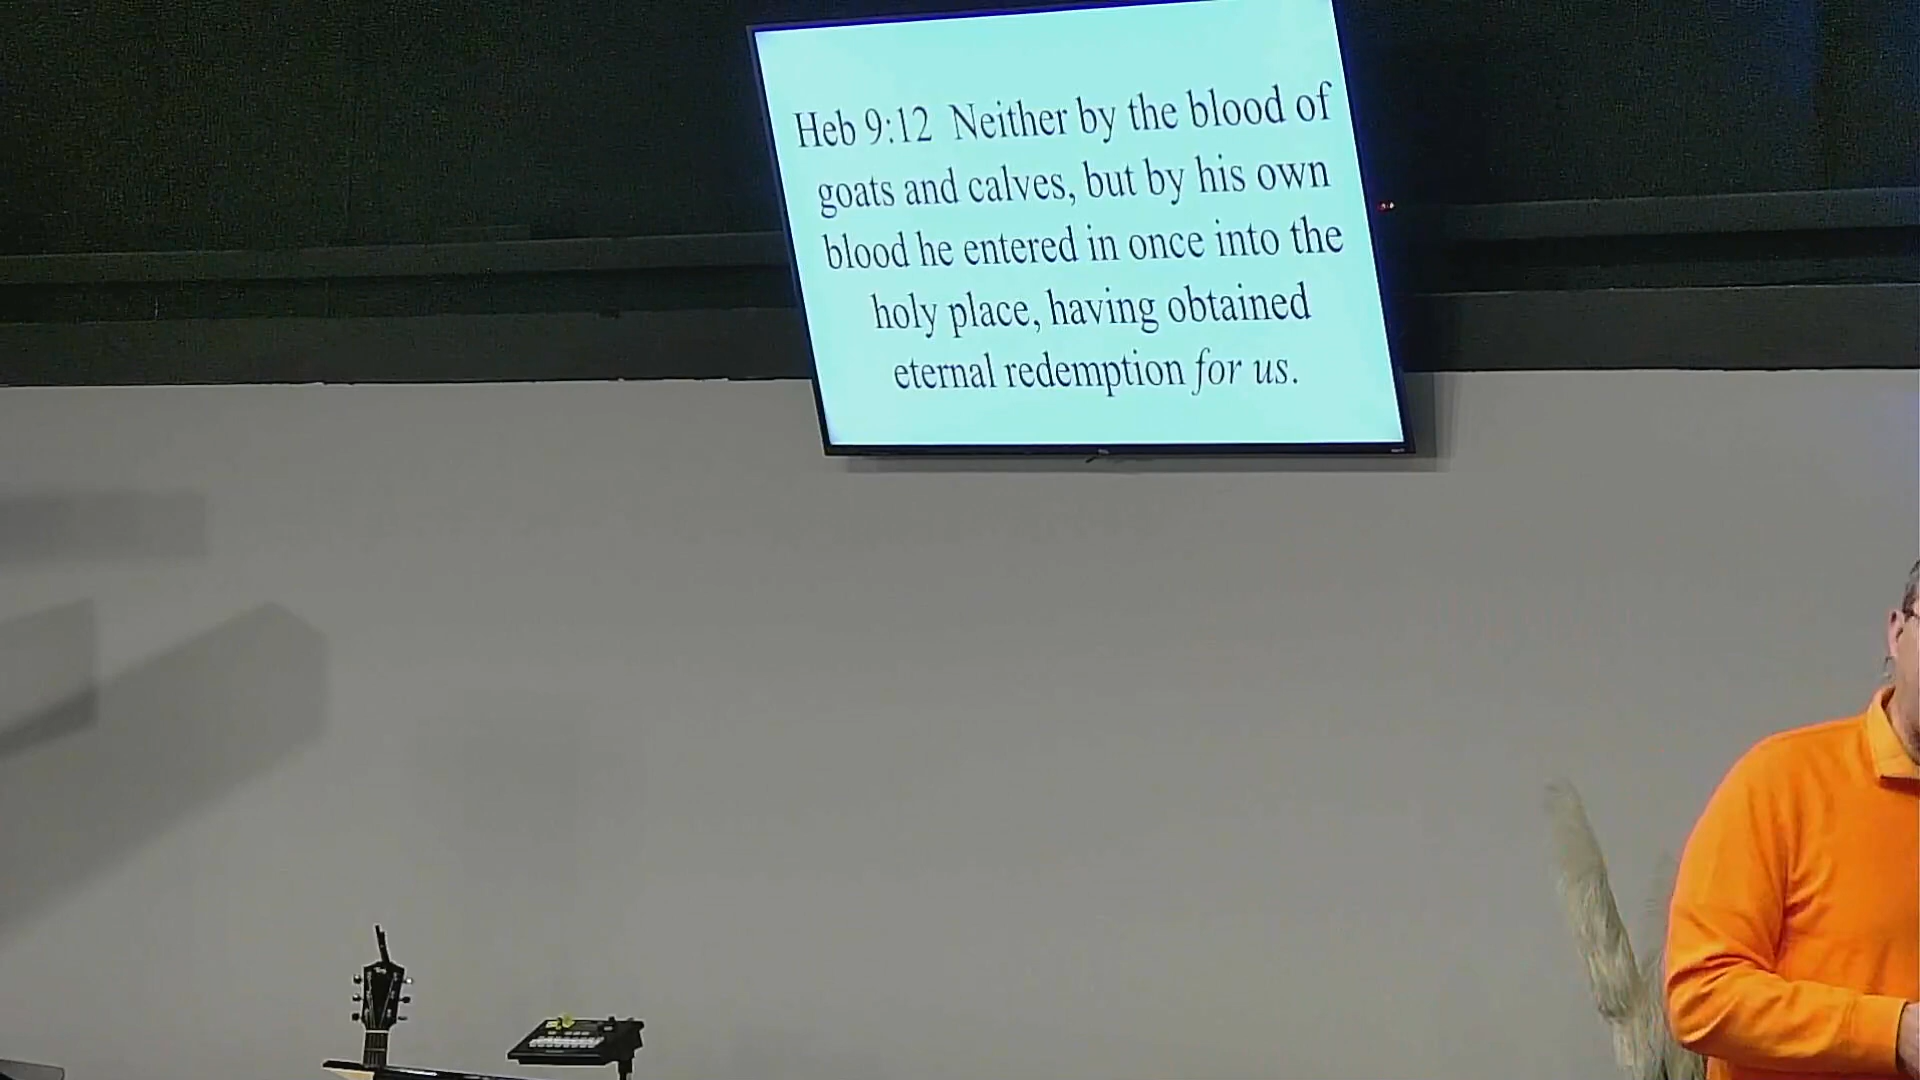 Heb 9:12  Neither by the blood of
goats and calves, but by his own
blood he entered in once into the
holy place, having obtained
eternal redemption for us.